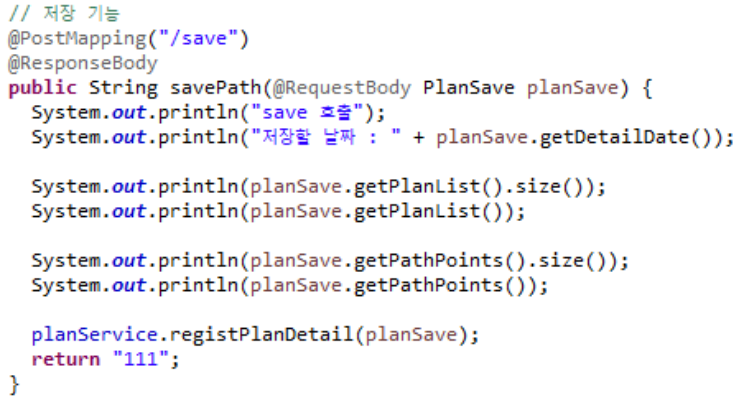 // 저장 기능
@PostMapping("/save")
@ResponseBody
public String savePath(@RequestBody PlanSave planSave) {
System.out.println("save 호출");
System.out.println("저장할 날짜 : " + planSave.getDetailDate());
System.out.println(planSave.getPlanList().size());
System.out.println(planSave.getPlanList());
System.out.println(planSave.getPathPoints().size());
System.out.println(planSave.getPathPoints());
planService.registPlanDetail(planSave);
return "111";
}